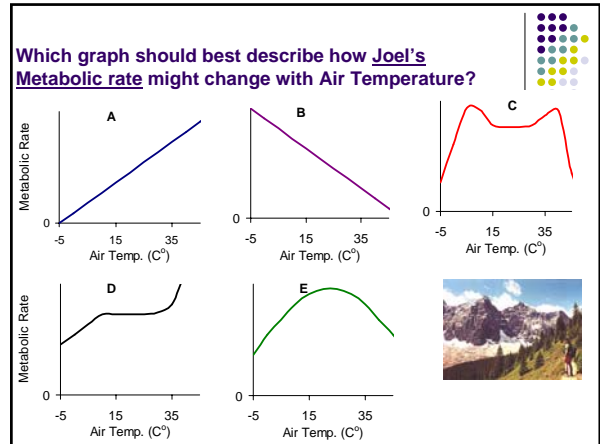 Which graph should best describe how Joel's
Metabolic rate might change with Air Temperature?
A
Metabolic Rate
0
-5 15 35
Air Temp. (C°)
B
0
-5 15 35
Air Temp. (C°)
C
0
-5 15 35
Air Temp. (C°)
D
Metabolic Rate
0
-5 15 35
Air Temp. (C°)
E
0
-5 15 35
Air Temp. (C°)